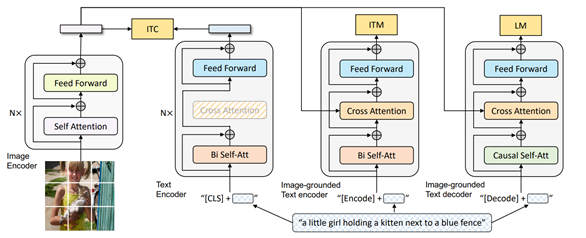 ITC
ITM
LM
Feed Forward
Self Attention
N×
Image
Encoder
Feed Forward
Cross Attention
Bi Self-Att
N×
Text
Encoder
"[CLS] + "
Feed Forward
Cross Attention
Bi Self-Att
Image-grounded
Text encoder
"[Encode] + "
Feed Forward
Cross Attention
Causal Self-Att
Image-grounded
Text decoder
"[Decode] + "
“a little girl holding a kitten next to a blue fence”